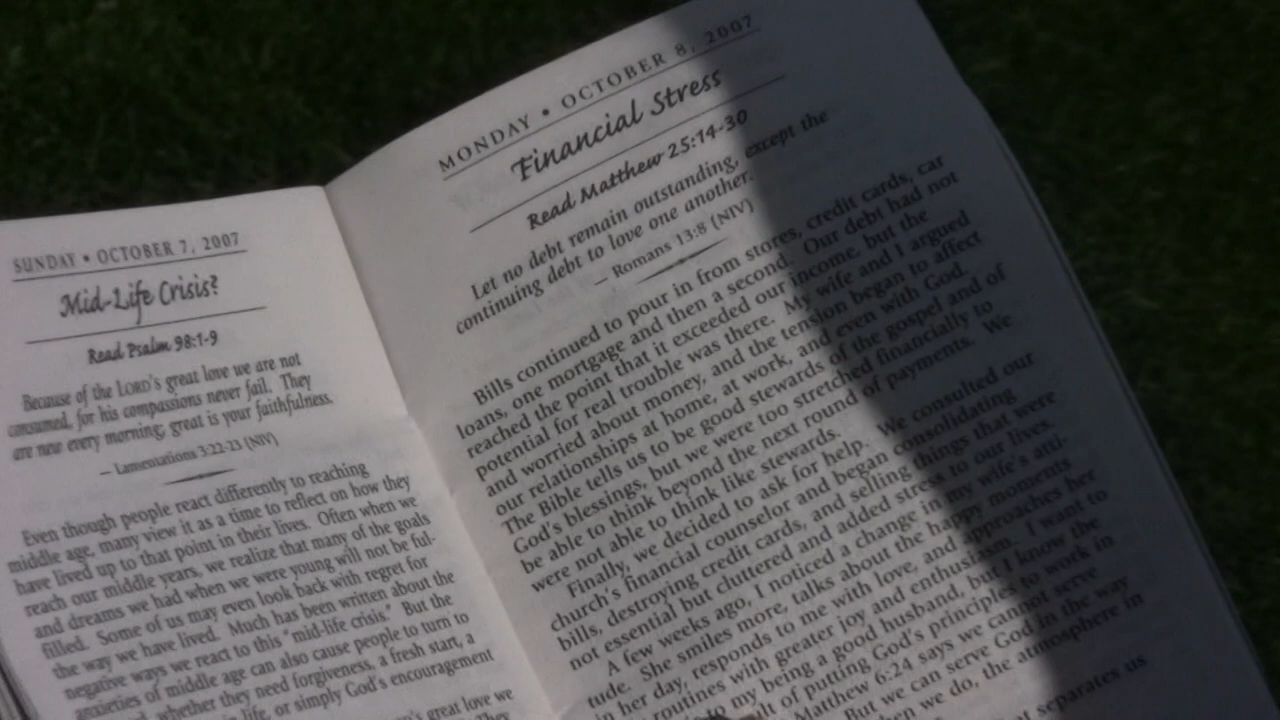 SUNDAY • OCTOBER 7, 2007
Mid-Life Crisis?
Read Psalm 98:1-9
Because of the LORD's great love we are not
consumed, for his compassions never fail. They
are new every morning; great is your faithfulness.
– Lamentations 3:22-23 (NIV)
Even though people react differently to reaching
middle age, many view it as a time to reflect on how they
have lived up to that point in their lives. Often when we
reach our middle years, we realize that many of the goals
and dreams we had when we were young will not be ful-
filled. Some of us may even look back with regret for
the way we have lived. Much has been written about the
negative ways we react to this "mid-life crisis." But the
anxieties of middle age can also cause people to turn to
whether they need forgiveness, a fresh start, a
life, or simply God's encouragement
great love we
They
MONDAY • OCTOBER 8, 2007
Financial Stress
Read Matthew 25:14-30
Let no debt remain outstanding, except the
continuing debt to love one another.
– Romans 13:8 (NIV)
Bills continued to pour in from stores, credit cards, car
loans, one mortgage and then a second. Our debt had not
reached the point that it exceeded our income, but the
potential for real trouble was there. My wife and I argued
and worried about money, and the tension began to affect
our relationships at home, at work, and even with God.
The Bible tells us to be good stewards of the gospel and of
God's blessings, but we were too stretched financially to
be able to think beyond the next round of payments. We
were not able to think like stewards.
Finally, we decided to ask for help. We consulted our
church's financial counselor and began consolidating
bills, destroying credit cards, and selling things that were
not essential but cluttered and added stress to our lives.
A few weeks ago, I noticed a change in my wife's anti-
tude. She smiles more, talks about the happy moments
in her day, responds to me with love, and approaches her
routines with greater joy and enthusiasm. I want to
to my being a good husband, but I know the
of putting God's principles to work in
Matthew 6:24 says we cannot serve
But we can serve God in the way
we do, the atmosphere in
separates us